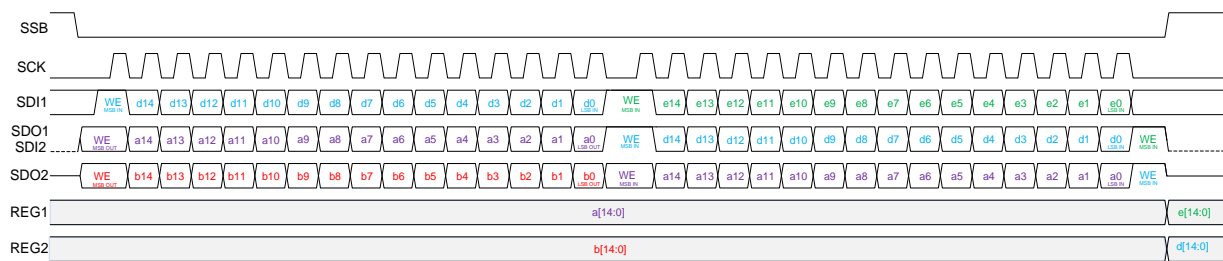 SSB
SCK
SDI1 WE MSB IN d14 d13 d12 d11 d10 d9 d8 d7 d6 d5 d4 d3 d2 d1 d0 LSB IN WE MSB IN e14 e13 e12 e11 e10 e9 e8 e7 e6 e5 e4 e3 e2 e1 e0 LSB IN
SDO1
SDI2 WE MSB OUT a14 a13 a12 a11 a10 a9 a8 a7 a6 a5 a4 a3 a2 a1 a0 LSB OUT WE MSB IN d14 d13 d12 d11 d10 d9 d8 d7 d6 d5 d4 d3 d2 d1 d0 LSB IN WE MSB IN
SDO2 WE MSB OUT b14 b13 b12 b11 b10 b9 b8 b7 b6 b5 b4 b3 b2 b1 b0 LSB OUT WE MSB IN a14 a13 a12 a11 a10 a9 a8 a7 a6 a5 a4 a3 a2 a1 a0 LSB IN WE MSB IN
REG1 a[14:0] e[14:0]
REG2 b[14:0] d[14:0]